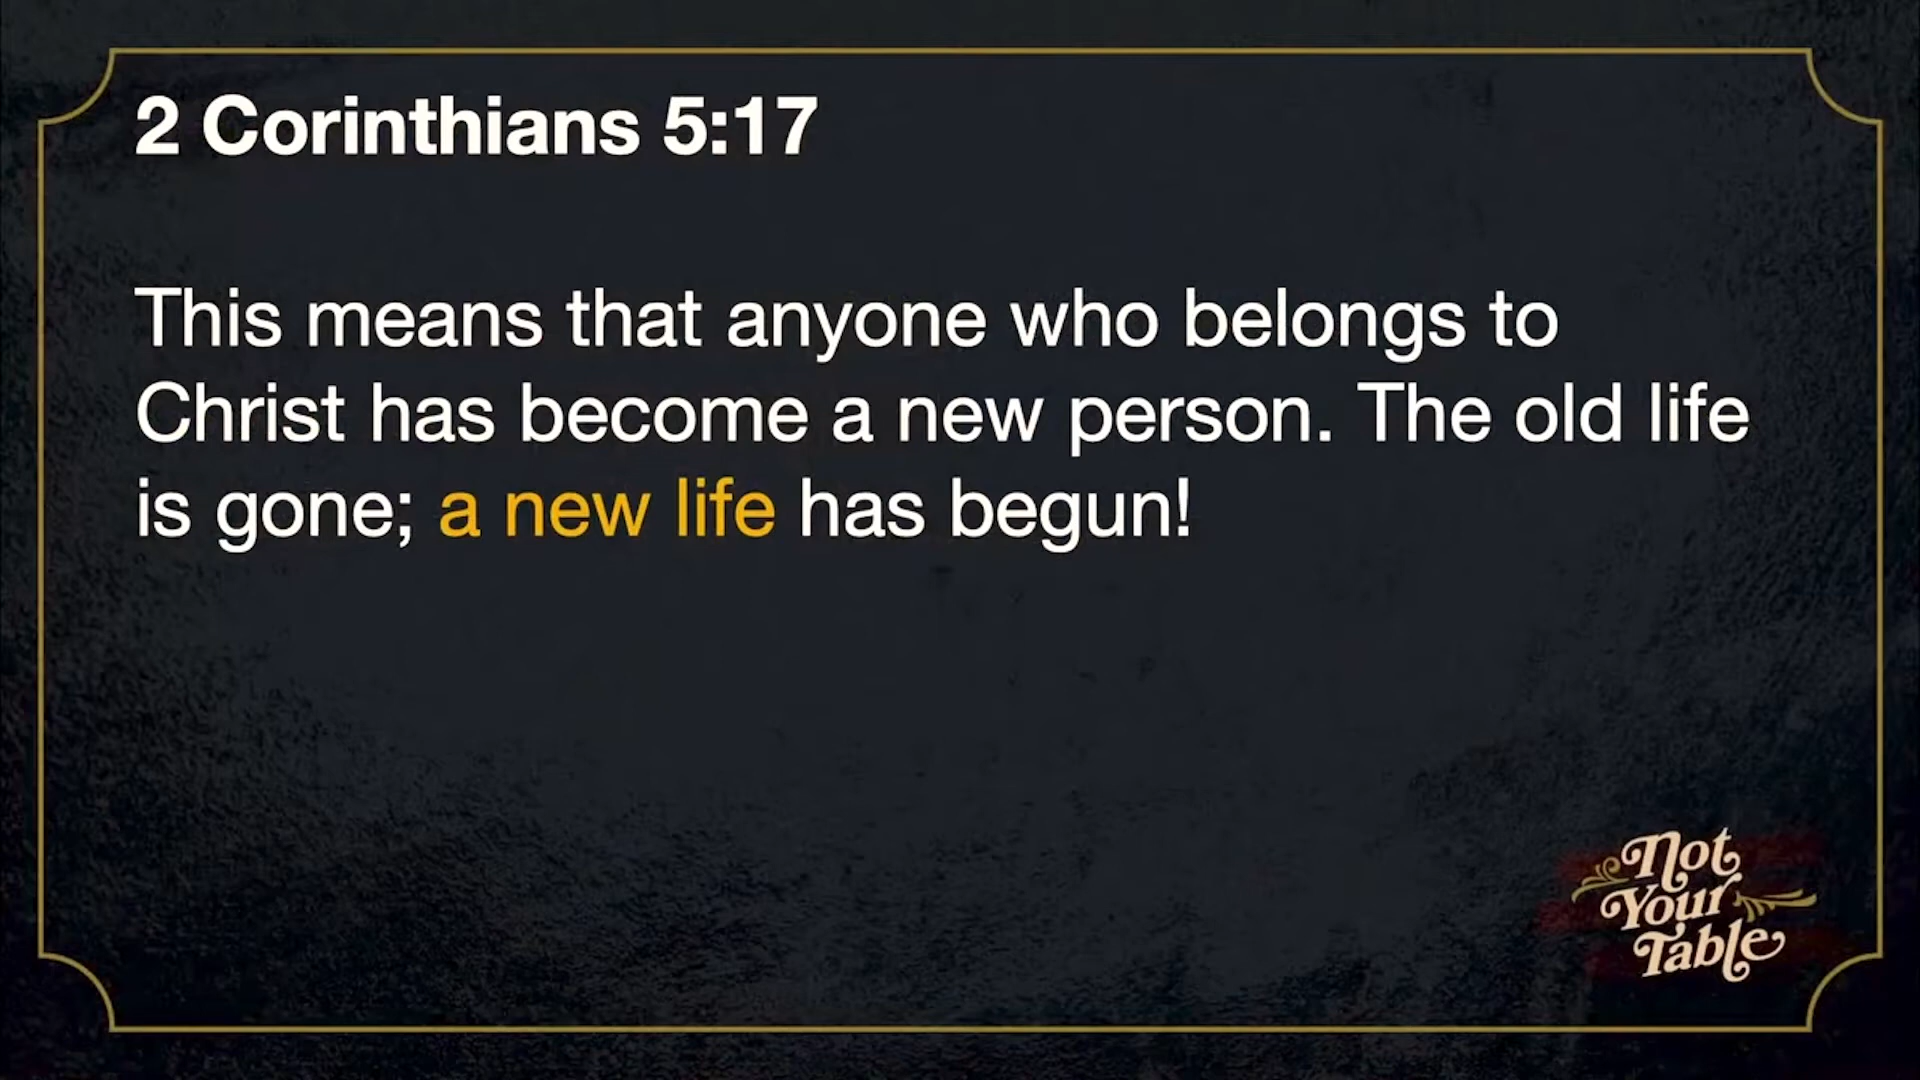 2 Corinthians 5:17
This means that anyone who belongs to
Christ has become a new person. The old life
is gone; a new life has begun!
Not
Your
Table